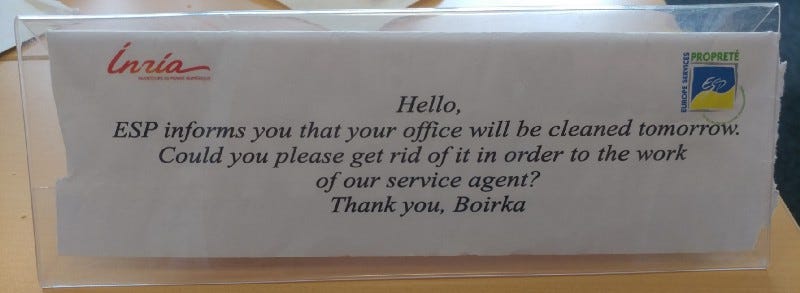 Inría
PROPRETÉ
EUROPE SERVICES
ESP
Hello,
ESP informs you that your office will be cleaned tomorrow.
Could you please get rid of it in order to the work
of our service agent?
Thank you, Boirka